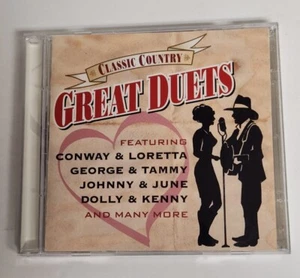 CLASSIC COUNTRY
GREAT DUETS
FEATURING
CONWAY & LORETTA
GEORGE & TAMMY
JOHNNY & JUNE
DOLLY & KENNY
AND MANY MORE